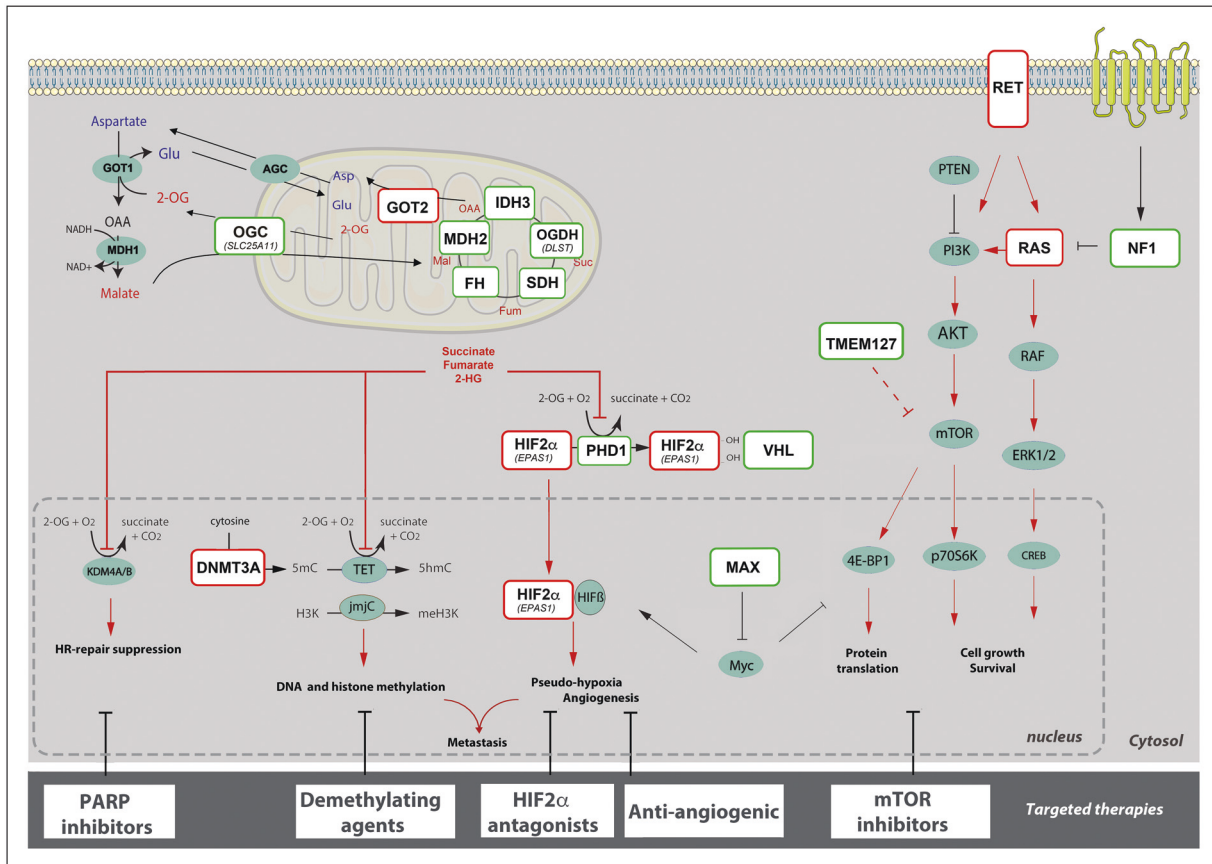 RET
Aspartate
GOT1
Glu
AGC
Asp
Glu
GOT2
OAA
IDH3
PTEN
2-OG
OAA
NADH
MDH1
NAD+
Malate
OGC
(SLC25A11)
2-OG
MDH2
Mal
OGDH
(DLST)
Suc
FH
SDH
Fum
PI3K
RAS
NF1
AKT
TMEM127
RAF
Succinate
Fumarate
2-HG
2-OG + O2
succinate + CO2
mTOR
HIF2α
(EPAS1)
PHD1
HIF2α
(EPAS1)
OH
OH
VHL
ERK1/2
2-OG + O2
succinate
+ CO2
KDM4A/B
cytosine
DNMT3A
5mC
2-OG + O2
succinate
+ CO2
TET
5hmC
H3K
jmjC
meH3K
HIF2α
(EPAS1)
HIFß
MAX
Myc
4E-BP1
p70S6K
CREB
HR-repair suppression
DNA and histone methylation
Pseudo-hypoxia
Angiogenesis
Protein
translation
Cell growth
Survival
Metastasis
nucleus
Cytosol
PARP
inhibitors
Demethylating
agents
HIF2α
antagonists
Anti-angiogenic
mTOR
inhibitors
Targeted therapies